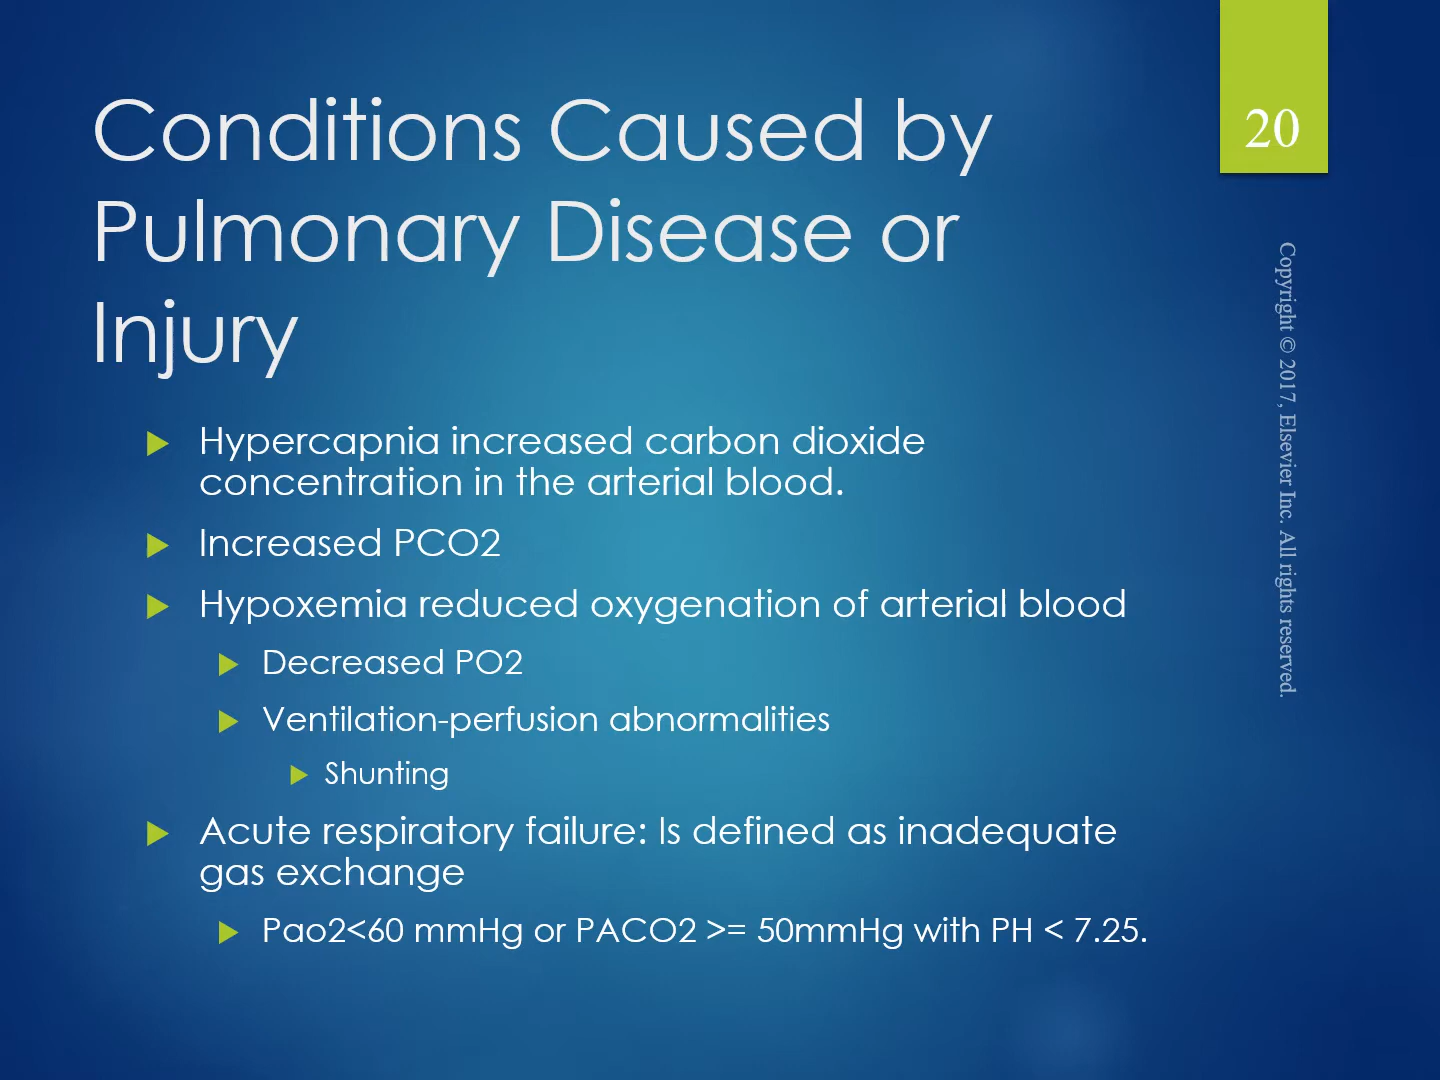 Conditions Caused by
Pulmonary Disease or
Injury
20
Hypercapnia increased carbon dioxide
concentration in the arterial blood.
Increased PCO2
Hypoxemia reduced oxygenation of arterial blood
Decreased PO2
Ventilation-perfusion abnormalities
Shunting
Acute respiratory failure: Is defined as inadequate
gas exchange
Pao2<60 mmHg or PACO2 >= 50mmHg with PH < 7.25.
Copyright © 2017, Elsevier Inc. All rights reserved.